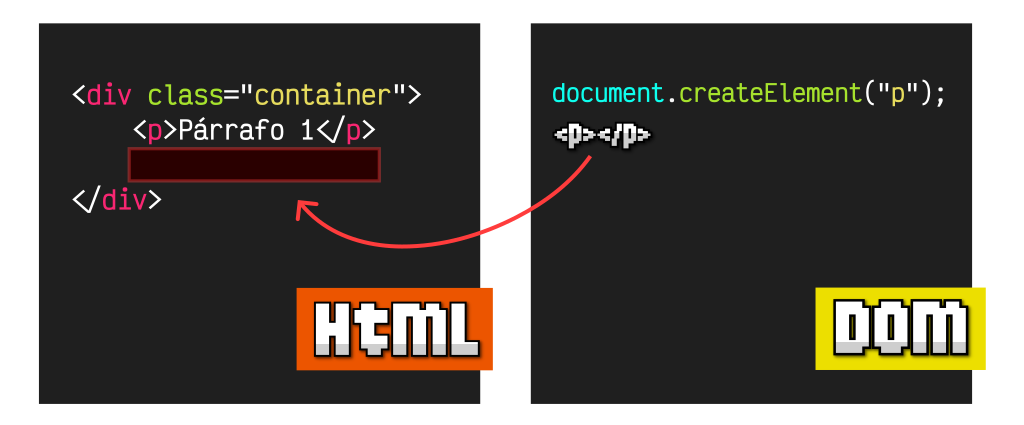 <div class="container">
<p>Párrafo 1</p>
</div>
HTML
document.createElement("p");
<p></p>
DOM